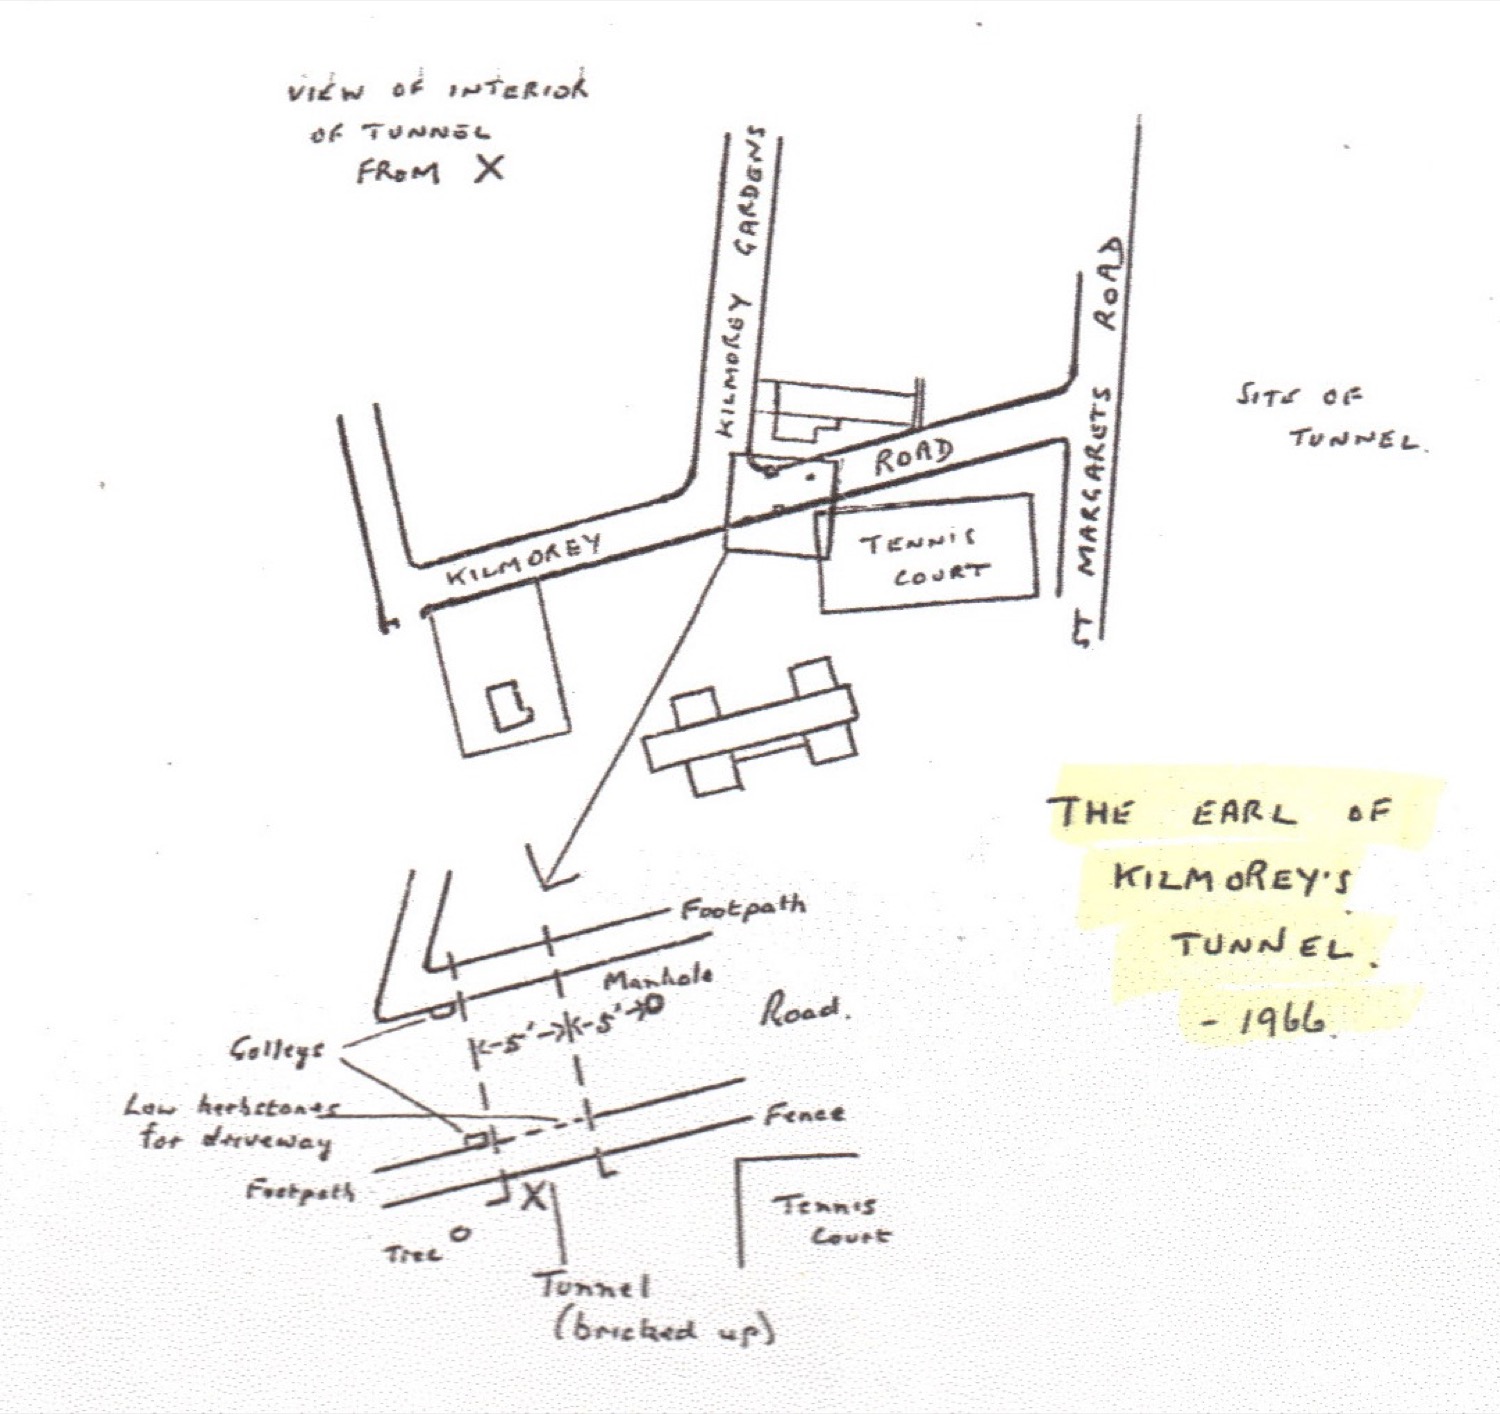 VIEW OF INTERIOR
OF TUNNEL
FROM X
KILMOREY GARDENS
ST MARGARETS ROAD
SITE OF
TUNNEL.
KILMOREY ROAD
TENNIS
COURT
THE EARL OF
KILMOREY'S
TUNNEL.
- 1966.
Footpath
Manhole
Road.
5' 5'
Golleys
Low kerbstones
for driveway
Fence
Footpath
X
Tree
Tennis
Court
Tunnel
(bricked up)